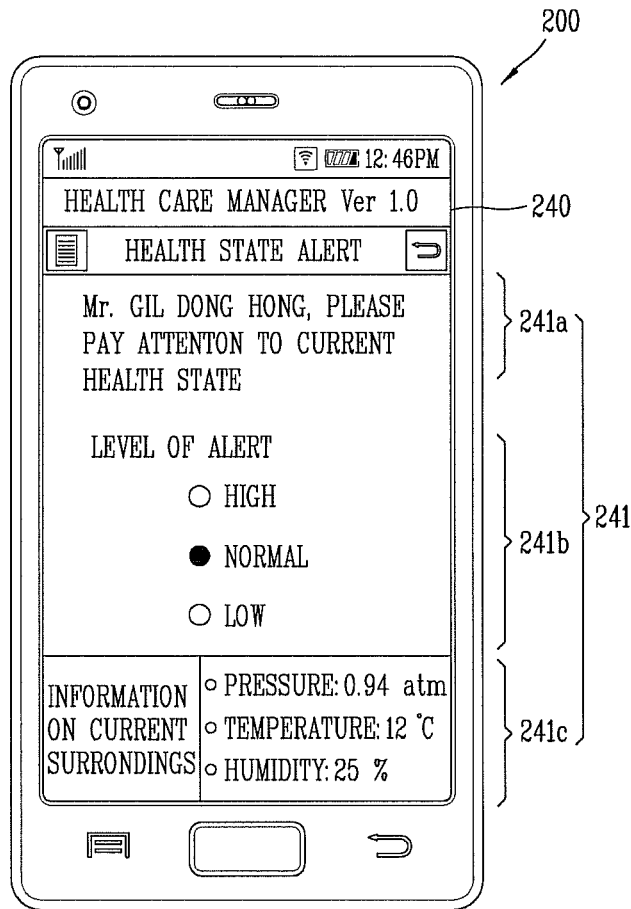 200
12:46PM
HEALTH CARE MANAGER Ver 1.0
240
HEALTH STATE ALERT
Mr. GIL DONG HONG, PLEASE
PAY ATTENTON TO CURRENT
HEALTH STATE
241a
LEVEL OF ALERT
HIGH
NORMAL
LOW
241b
241
INFORMATION
ON CURRENT
SURRONDINGS
PRESSURE: 0.94 atm
TEMPERATURE: 12 °C
HUMIDITY: 25 %
241c